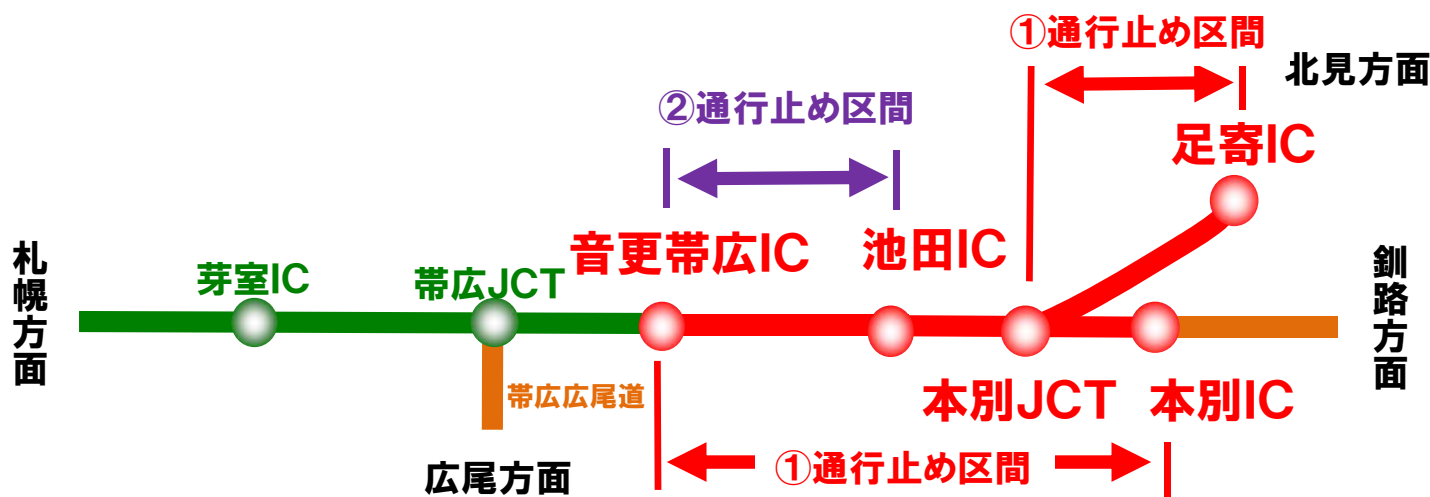 ①通行止め区間
北見方面
②通行止め区間
足寄IC
札幌方面
芽室IC
帯広JCT
音更帯広IC
池田IC
釧路方面
帯広広尾道
本別JCT
本別IC
広尾方面
①通行止め区間